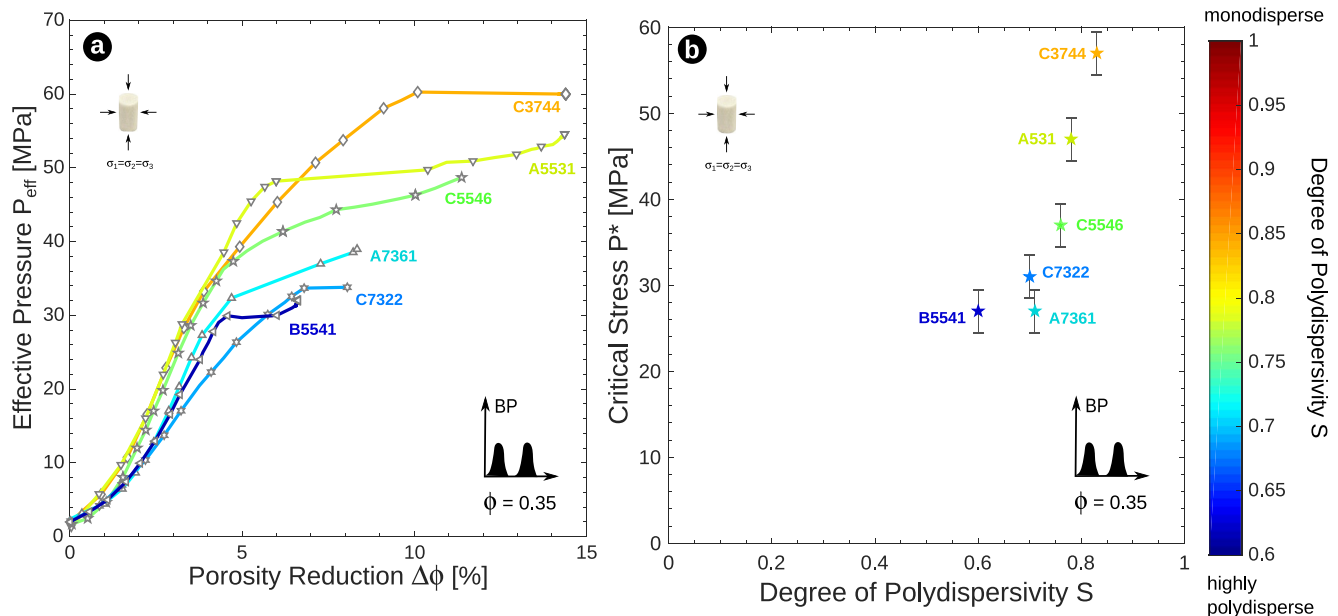 a
70
60
50
40
30
20
10
0
Effective Pressure P_eff [MPa]
σ₁=σ₂=σ₃
C3744
A5531
C5546
A7361
C7322
B5541
BP
ϕ = 0.35
0 5 10 15
Porosity Reduction Δϕ [%]
b
60
50
40
30
20
10
0
Critical Stress P* [MPa]
σ₁=σ₂=σ₃
C3744
A531
C5546
C7322
B5541
A7361
BP
ϕ = 0.35
0 0.2 0.4 0.6 0.8 1
Degree of Polydispersivity S
monodisperse
1
0.95
0.9
0.85
0.8
0.75
0.7
0.65
0.6
Degree of Polydispersivity S
highly
polydisperse